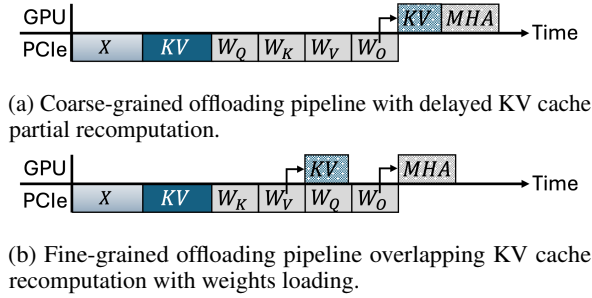 GPU KV MHA
PCIe X KV W_Q W_K W_V W_O Time
(a) Coarse-grained offloading pipeline with delayed KV cache
partial recomputation.
GPU KV MHA
PCIe X KV W_K W_V W_Q W_O Time
(b) Fine-grained offloading pipeline overlapping KV cache
recomputation with weights loading.